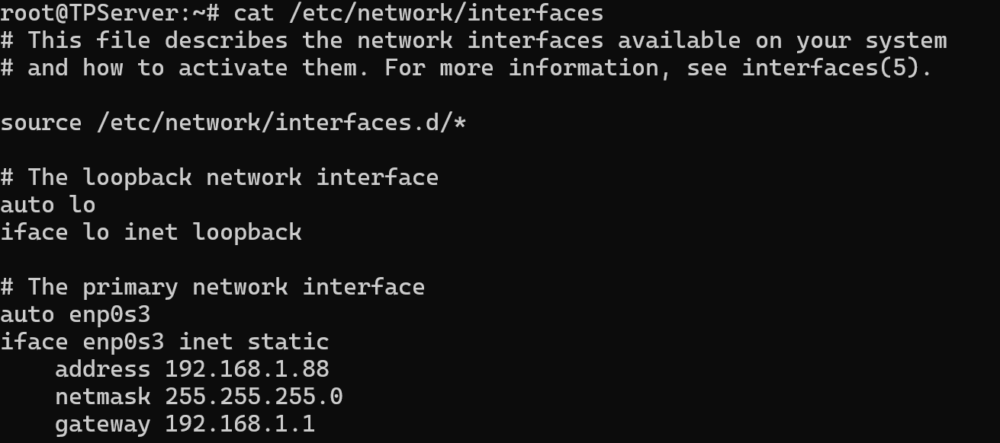 root@TPServer:~# cat /etc/network/interfaces
# This file describes the network interfaces available on your system
# and how to activate them. For more information, see interfaces(5).
source /etc/network/interfaces.d/*
# The loopback network interface
auto lo
iface lo inet loopback
# The primary network interface
auto enp0s3
iface enp0s3 inet static
address 192.168.1.88
netmask 255.255.255.0
gateway 192.168.1.1